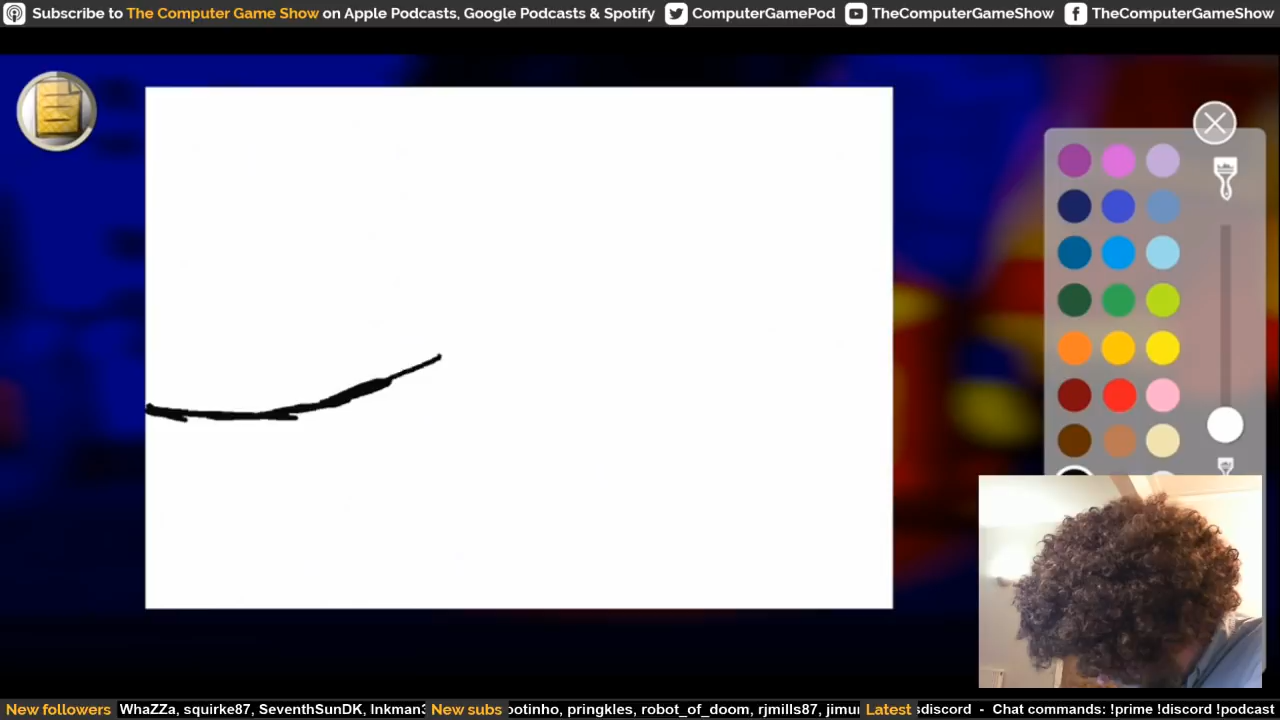 Subscribe to The Computer Game Show on Apple Podcasts, Google Podcasts & Spotify ComputerGamePod TheComputerGameShow TheComputerGameShow
New followers WhaZZa, squirke87, SeventhSunDK, New subs pringkles, robot_of_doom, rjmills87, Latest - Chat commands: !prime !discord !podcast